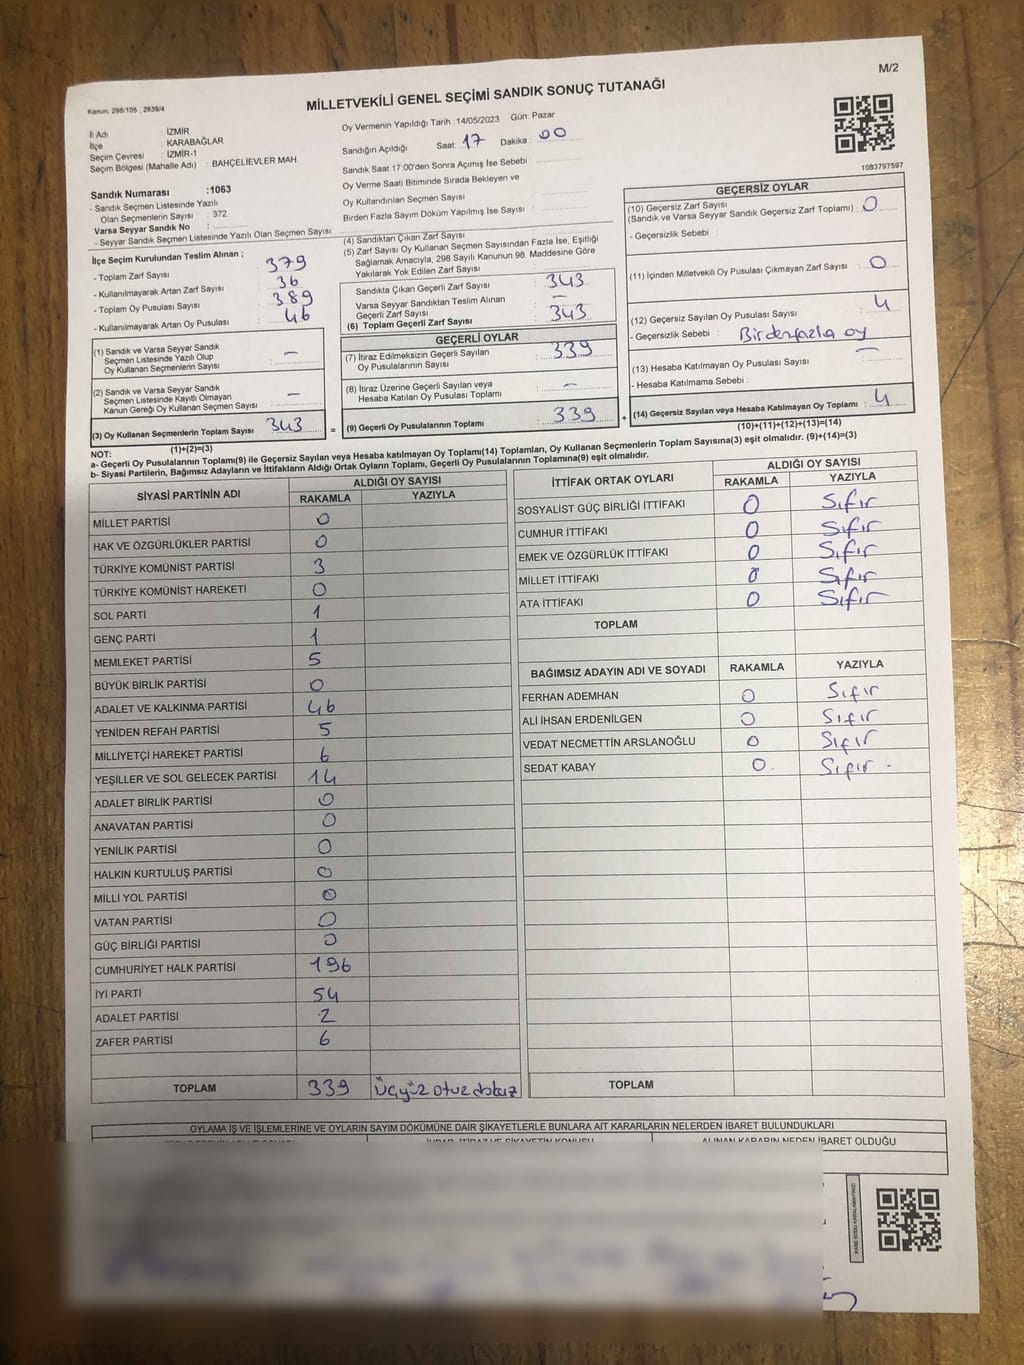 M/2
Kanun: 298/105 , 2839/4
MİLLETVEKİLİ GENEL SEÇİMİ SANDIK SONUÇ TUTANAĞI
İl Adı : İZMİR
İlçe : KARABAĞLAR
Seçim Çevresi : İZMİR-1
Seçim Bölgesi (Mahalle Adı) : BAHÇELİEVLER MAH.
Sandık Numarası :1063
- Sandık Seçmen Listesinde Yazılı
Olan Seçmenlerin Sayısı : 372
Varsa Seyyar Sandık No :
- Seyyar Sandık Seçmen Listesinde Yazılı Olan Seçmen Sayısı :
Oy Vermenin Yapıldığı Tarih :14/05/2023 Gün: Pazar
Sandığın Açıldığı Saat: 17 Dakika : 00
Sandık Saat 17:00'den Sonra Açımış İse Sebebi
Oy Verme Saati Bitiminde Sırada Bekleyen ve
Oy Kullandırılan Seçmen Sayısı
Birden Fazla Sayım Döküm Yapılmış İse Sayısı
1083797597
İlçe Seçim Kurulundan Teslim Alınan ;
- Toplam Zarf Sayısı : 379
- Kullanılmayarak Artan Zarf Sayısı : 36
- Toplam Oy Pusulası Sayısı : 389
- Kullanılmayarak Artan Oy Pusulası : 46
(1) Sandık ve Varsa Seyyar Sandık
Seçmen Listesinde Yazılı Olup
Oy Kullanan Seçmenlerin Sayısı : —
(2) Sandık ve Varsa Seyyar Sandık
Seçmen Listesinde Kayıtlı Olmayan
Kanun Gereği Oy Kullanan Seçmen Sayısı : —
(3) Oy Kullanan Seçmenlerin Toplam Sayısı : 343
(1)+(2)=(3)
(4) Sandıktan Çıkan Zarf Sayısı
(5) Zarf Sayısı Oy Kullanan Seçmen Sayısından Fazla İse, Eşitliği
Sağlamak Amacıyla, 298 Sayılı Kanunun 98. Maddesine Göre
Yakılarak Yok Edilen Zarf Sayısı
Sandıkta Çıkan Geçerli Zarf Sayısı : 343
Varsa Seyyar Sandıktan Teslim Alınan
Geçerli Zarf Sayısı : —
(6) Toplam Geçerli Zarf Sayısı : 343
GEÇERLİ OYLAR
(7) İtiraz Edilmeksizin Geçerli Sayılan
Oy Pusulalarının Sayısı : 339
(8) İtiraz Üzerine Geçerli Sayılan veya
Hesaba Katılan Oy Pusulası Toplamı : —
= (9) Geçerli Oy Pusulalarının Toplamı : 339 +
GEÇERSİZ OYLAR
(10) Geçersiz Zarf Sayısı
(Sandık ve Varsa Seyyar Sandık Geçersiz Zarf Toplamı) : 0
- Geçersizlik Sebebi :
(11) İçinden Milletvekili Oy Pusulası Çıkmayan Zarf Sayısı : 0
(12) Geçersiz Sayılan Oy Pusulası Sayısı : 4
- Geçersizlik Sebebi : Birden fazla oy
(13) Hesaba Katılmayan Oy Pusulası Sayısı : —
- Hesaba Katılmama Sebebi :
(14) Geçersiz Sayılan veya Hesaba Katılmayan Oy Toplamı : 4
(10)+(11)+(12)+(13)=(14)
NOT:
a- Geçerli Oy Pusulalarının Toplamı(9) ile Geçersiz Sayılan veya Hesaba katılmayan Oy Toplam(14) Toplamları, Oy Kullanan Seçmenlerin Toplam Sayısına(3) eşit olmalıdır. (9)+(14)=(3)
b- Siyasi Partilerin, Bağımsız Adayların ve İttifakların Aldığı Ortak Oyların Toplamı, Geçerli Oy Pusulalarının Toplamına(9) eşit olmalıdır.
SİYASİ PARTİNİN ADI ALDIĞI OY SAYISI
RAKAMLA YAZIYLA
MİLLET PARTİSİ 0
HAK VE ÖZGÜRLÜKLER PARTİSİ 0
TÜRKİYE KOMÜNİST PARTİSİ 3
TÜRKİYE KOMÜNİST HAREKETİ 0
SOL PARTİ 1
GENÇ PARTİ 1
MEMLEKET PARTİSİ 5
BÜYÜK BİRLİK PARTİSİ 0
ADALET VE KALKINMA PARTİSİ 46
YENİDEN REFAH PARTİSİ 5
MİLLİYETÇİ HAREKET PARTİSİ 6
YEŞİLLER VE SOL GELECEK PARTİSİ 14
ADALET BİRLİK PARTİSİ 0
ANAVATAN PARTİSİ 0
YENİLİK PARTİSİ 0
HALKIN KURTULUŞ PARTİSİ 0
MİLLİ YOL PARTİSİ 0
VATAN PARTİSİ 0
GÜÇ BİRLİĞİ PARTİSİ 0
CUMHURİYET HALK PARTİSİ 196
İYİ PARTİ 54
ADALET PARTİSİ 2
ZAFER PARTİSİ 6
TOPLAM 339 üçyüz otuz dokuz
İTTİFAK ORTAK OYLARI ALDIĞI OY SAYISI
RAKAMLA YAZIYLA
SOSYALİST GÜÇ BİRLİĞİ İTTİFAKI 0 Sıfır
CUMHUR İTTİFAKI 0 Sıfır
EMEK VE ÖZGÜRLÜK İTTİFAKI 0 Sıfır
MİLLET İTTİFAKI 0 Sıfır
ATA İTTİFAKI 0 Sıfır
TOPLAM
BAĞIMSIZ ADAYIN ADI VE SOYADI RAKAMLA YAZIYLA
FERHAN ADEMHAN 0 Sıfır
ALİ İHSAN ERDENİLGEN 0 Sıfır
VEDAT NECMETTİN ARSLANOĞLU 0 Sıfır
SEDAT KABAY 0. Sıfır -
TOPLAM
OYLAMA İŞ VE İŞLEMLERİNE VE OYLARIN SAYIM DÖKÜMÜNE DAİR ŞİKAYETLERLE BUNLARA AİT KARARLARIN NELERDEN İBARET BULUNDUKLARI
İHBAR, İTİRAZ VE ŞİKAYETİN KONUSU ALINAN KARARIN NEDEN İBARET OLDUĞU